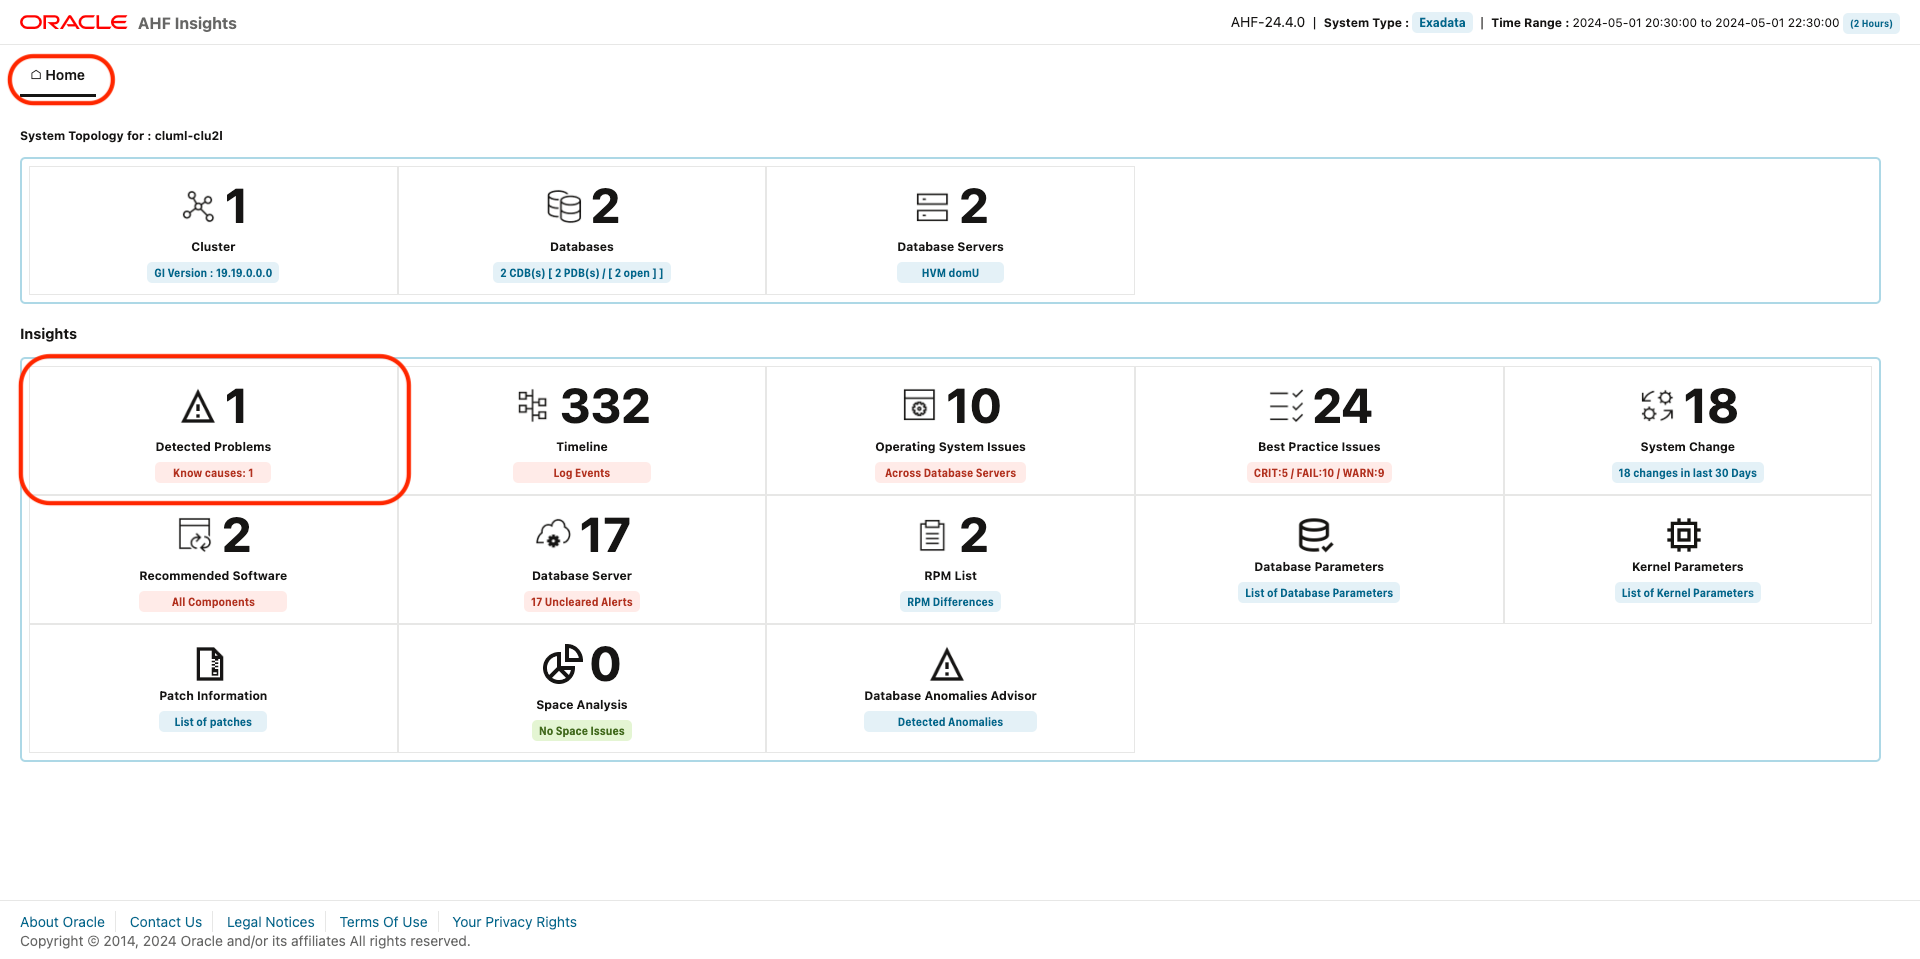 ORACLE AHF Insights
AHF-24.4.0 | System Type : Exadata | Time Range : 2024-05-01 20:30:00 to 2024-05-01 22:30:00 (2 Hours)
Home
System Topology for : cluml-clu2l
1
Cluster
GI Version : 19.19.0.0.0
2
Databases
2 CDB(s) [ 2 PDB(s) / [ 2 open ] ]
2
Database Servers
HVM domU
Insights
1
Detected Problems
Know causes: 1
332
Timeline
Log Events
10
Operating System Issues
Across Database Servers
24
Best Practice Issues
CRIT:5 / FAIL:10 / WARN:9
18
System Change
18 changes in last 30 Days
2
Recommended Software
All Components
17
Database Server
17 Uncleared Alerts
2
RPM List
RPM Differences
Database Parameters
List of Database Parameters
Kernel Parameters
List of Kernel Parameters
Patch Information
List of patches
0
Space Analysis
No Space Issues
Database Anomalies Advisor
Detected Anomalies
About Oracle | Contact Us | Legal Notices | Terms Of Use | Your Privacy Rights
Copyright © 2014, 2024 Oracle and/or its affiliates All rights reserved.